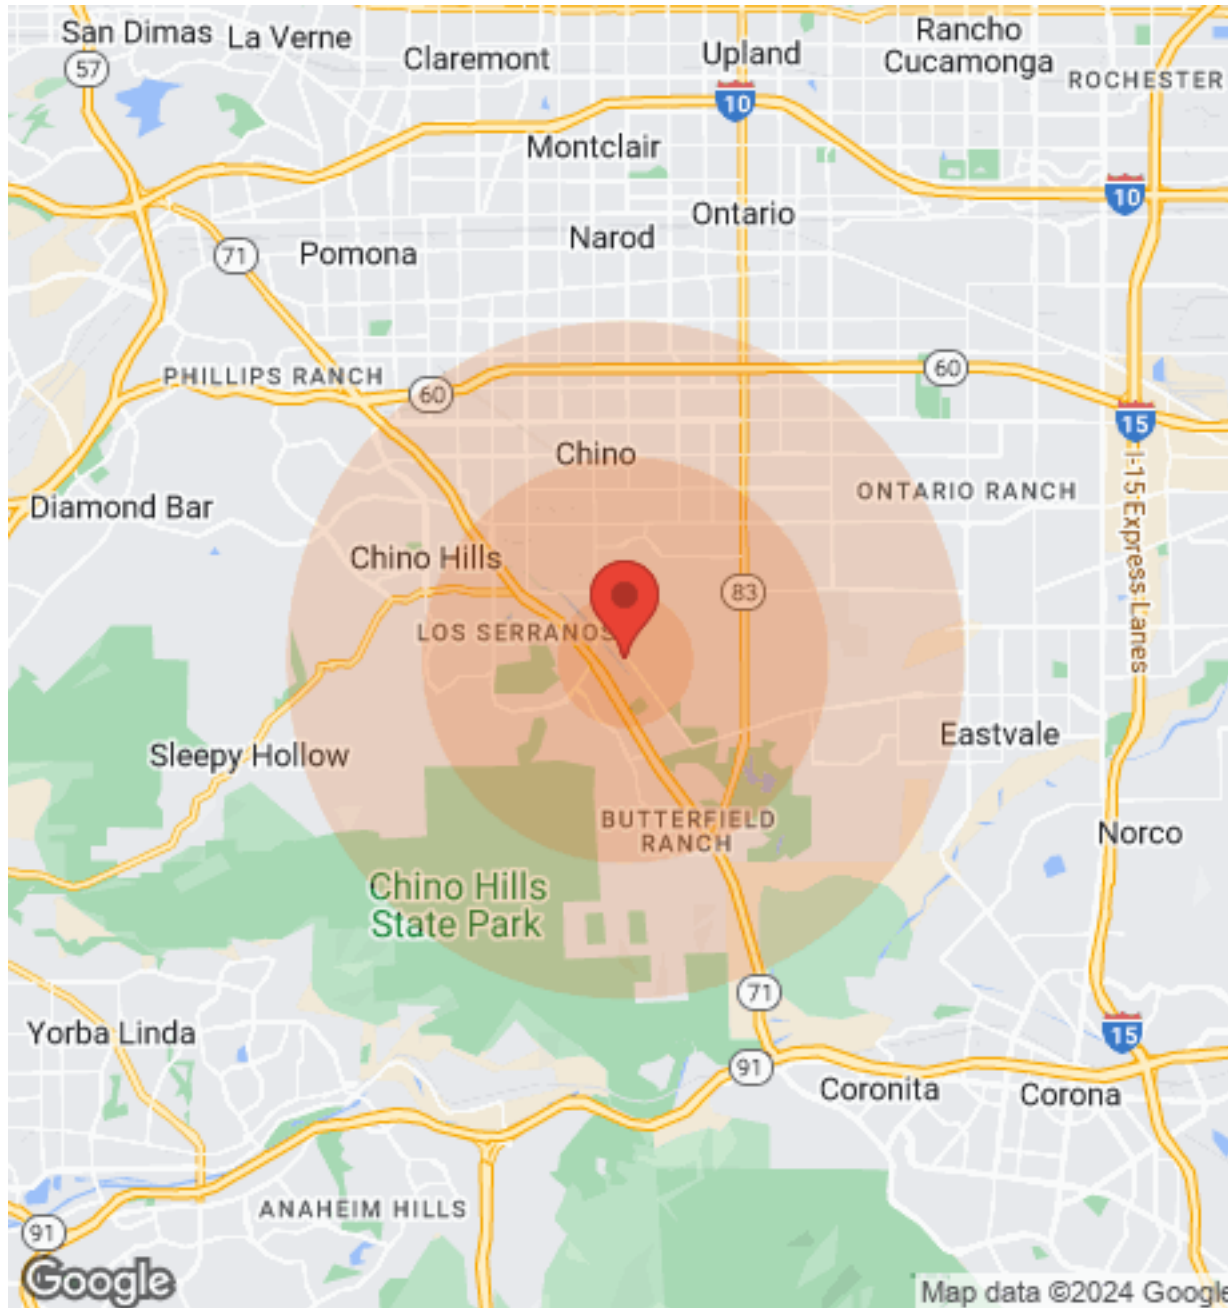 San Dimas
La Verne
Claremont
Upland
Rancho
Cucamonga
ROCHESTER
57
10
Montclair
10
Ontario
Narod
71
Pomona
PHILLIPS RANCH
60
60
15
Chino
I-15 Express Lanes
ONTARIO RANCH
Diamond Bar
Chino Hills
83
LOS SERRANOS
Eastvale
Sleepy Hollow
BUTTERFIELD
RANCH
Norco
Chino Hills
State Park
71
Yorba Linda
15
91
Coronita
Corona
ANAHEIM HILLS
91
Google
Map data ©2024 Google